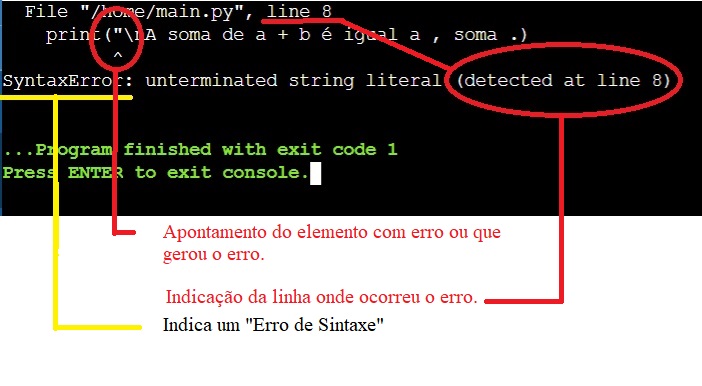 File "/home/main.py", line 8
print("\nA soma de a + b é igual a , soma .)
^
SyntaxError: unterminated string literal (detected at line 8)
...Program finished with exit code 1
Press ENTER to exit console.
Apontamento do elemento com erro ou que
gerou o erro.
Indicação da linha onde ocorreu o erro.
Indica um "Erro de Sintaxe"